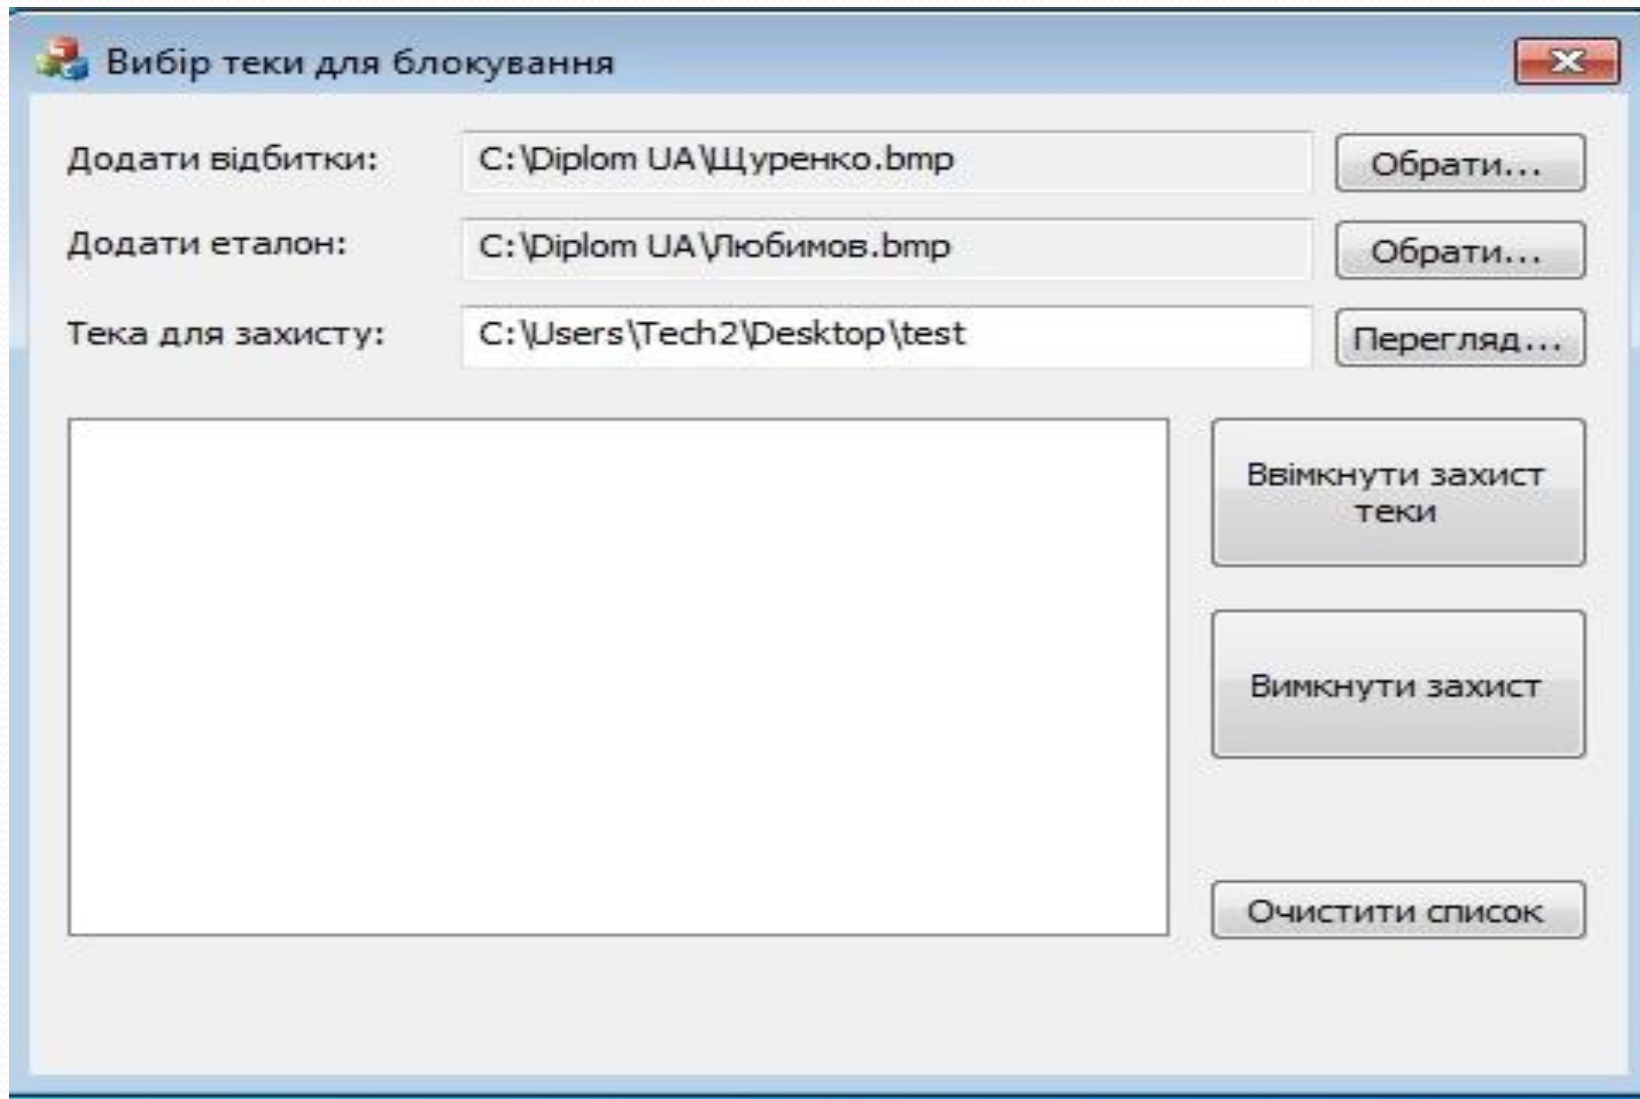 Вибір теки для блокування
Додати відбитки: C:\Diplom UA\Щуренко.bmp Обрати...
Додати еталон: C:\Diplom UA\Любимов.bmp Обрати...
Тека для захисту: C:\Users\Tech2\Desktop\test Перегляд...
Ввімкнути захист
теки
Вимкнути захист
Очистити список